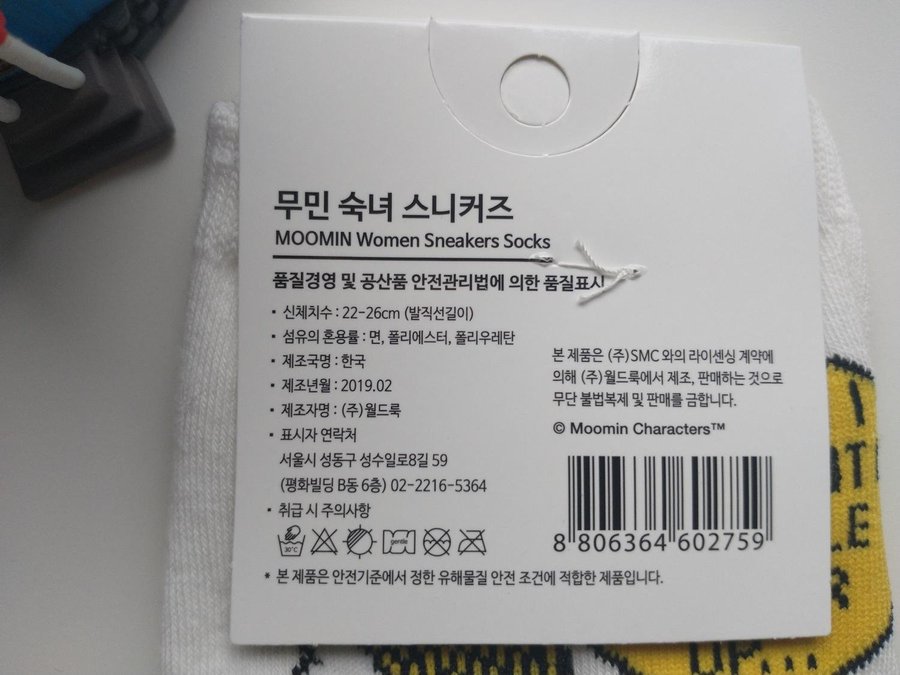 무민 숙녀 스니커즈
MOOMIN Women Sneakers Socks
품질경영 및 공산품 안전관리법에 의한 품질표시
• 신체치수 : 22-26cm (발직선길이)
• 섬유의 혼용률 : 면, 폴리에스터, 폴리우레탄
• 제조국명 : 한국
• 제조년월 : 2019.02
• 제조자명 : (주)월드룩
• 표시자 연락처
서울시 성동구 성수일로8길 59
(평화빌딩 B동 6층) 02-2216-5364
• 취급 시 주의사항
30°C
gentle
* 본 제품은 안전기준에서 정한 유해물질 안전 조건에 적합한 제품입니다.
본 제품은 (주)SMC 와의 라이센싱 계약에
의해 (주)월드룩에서 제조, 판매하는 것으로
무단 불법복제 및 판매를 금합니다.
© Moomin Characters™
8 806364 602759
I
UP...